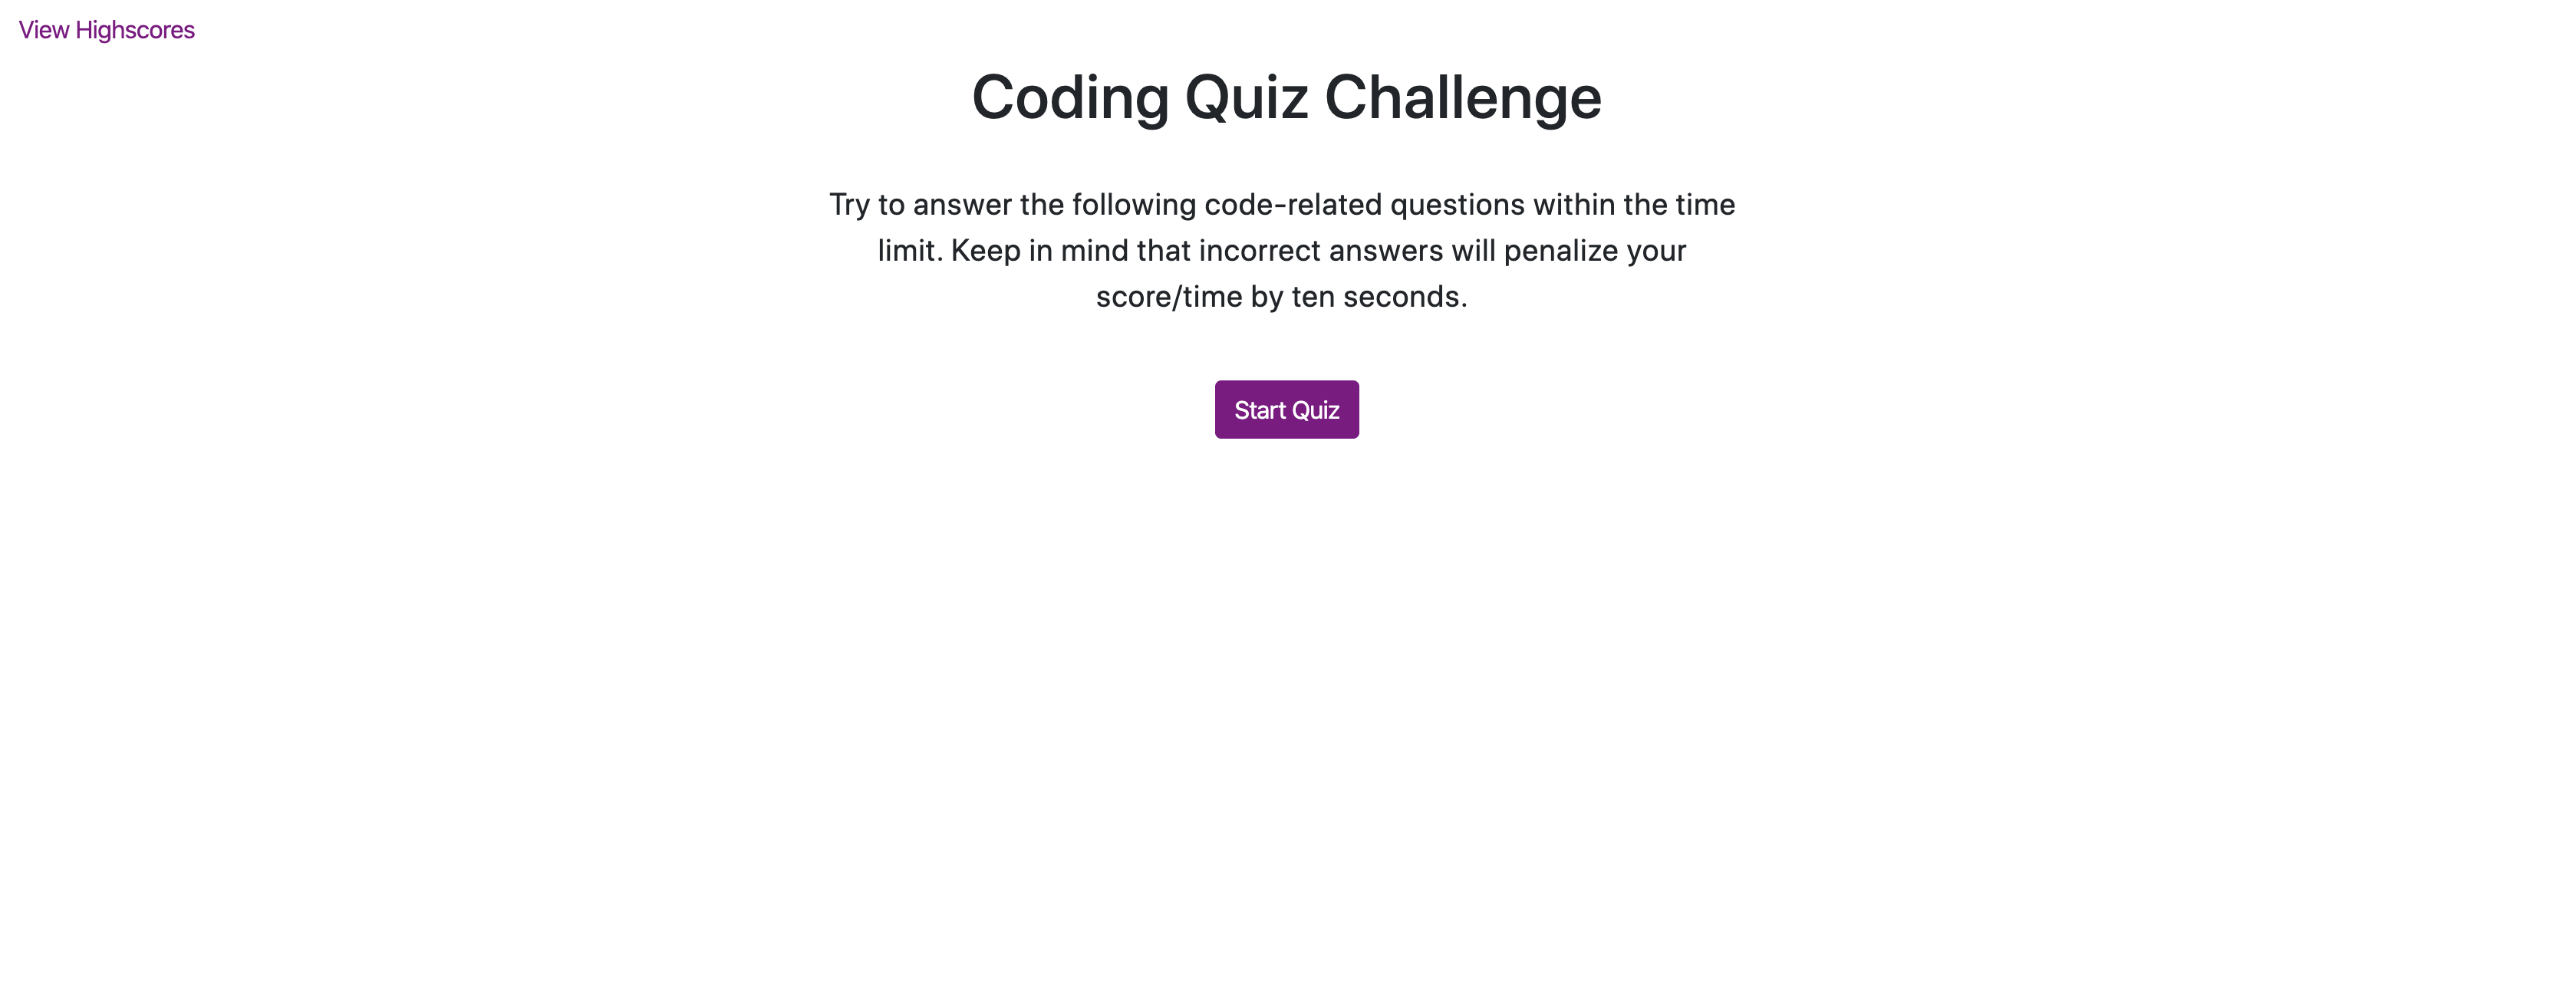 View Highscores
Coding Quiz Challenge
Try to answer the following code-related questions within the time
limit. Keep in mind that incorrect answers will penalize your
score/time by ten seconds.
Start Quiz